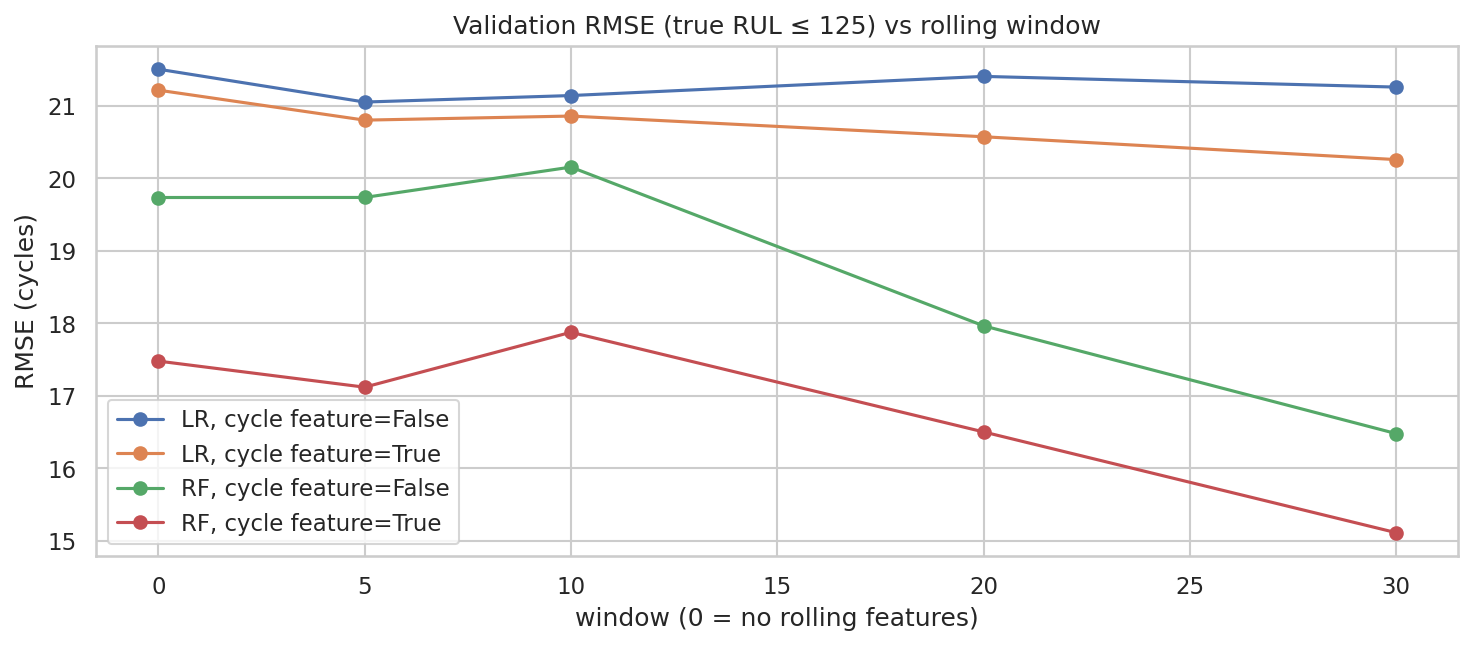 Validation RMSE (true RUL ≤ 125) vs rolling window
RMSE (cycles)
21
20
19
18
17
16
15
LR, cycle feature=False
LR, cycle feature=True
RF, cycle feature=False
RF, cycle feature=True
0 5 10 15 20 25 30
window (0 = no rolling features)